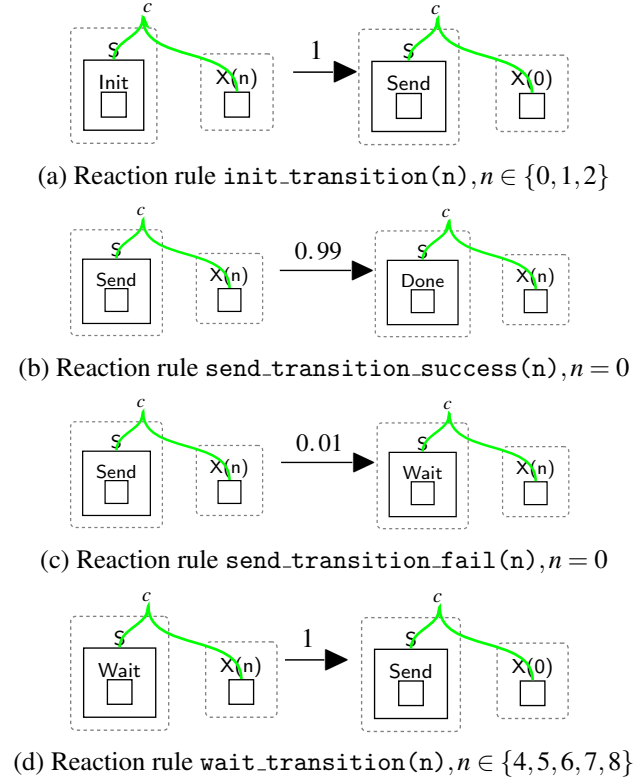 c c
S 1 S
Init X(n) Send X(0)
(a) Reaction rule init_transition(n), n ∈ {0,1,2}
c c
S 0.99 S
Send X(n) Done X(n)
(b) Reaction rule send_transition_success(n), n = 0
c c
S 0.01 S
Send X(n) Wait X(n)
(c) Reaction rule send_transition_fail(n), n = 0
c c
S 1 S
Wait X(n) Send X(0)
(d) Reaction rule wait_transition(n), n ∈ {4,5,6,7,8}